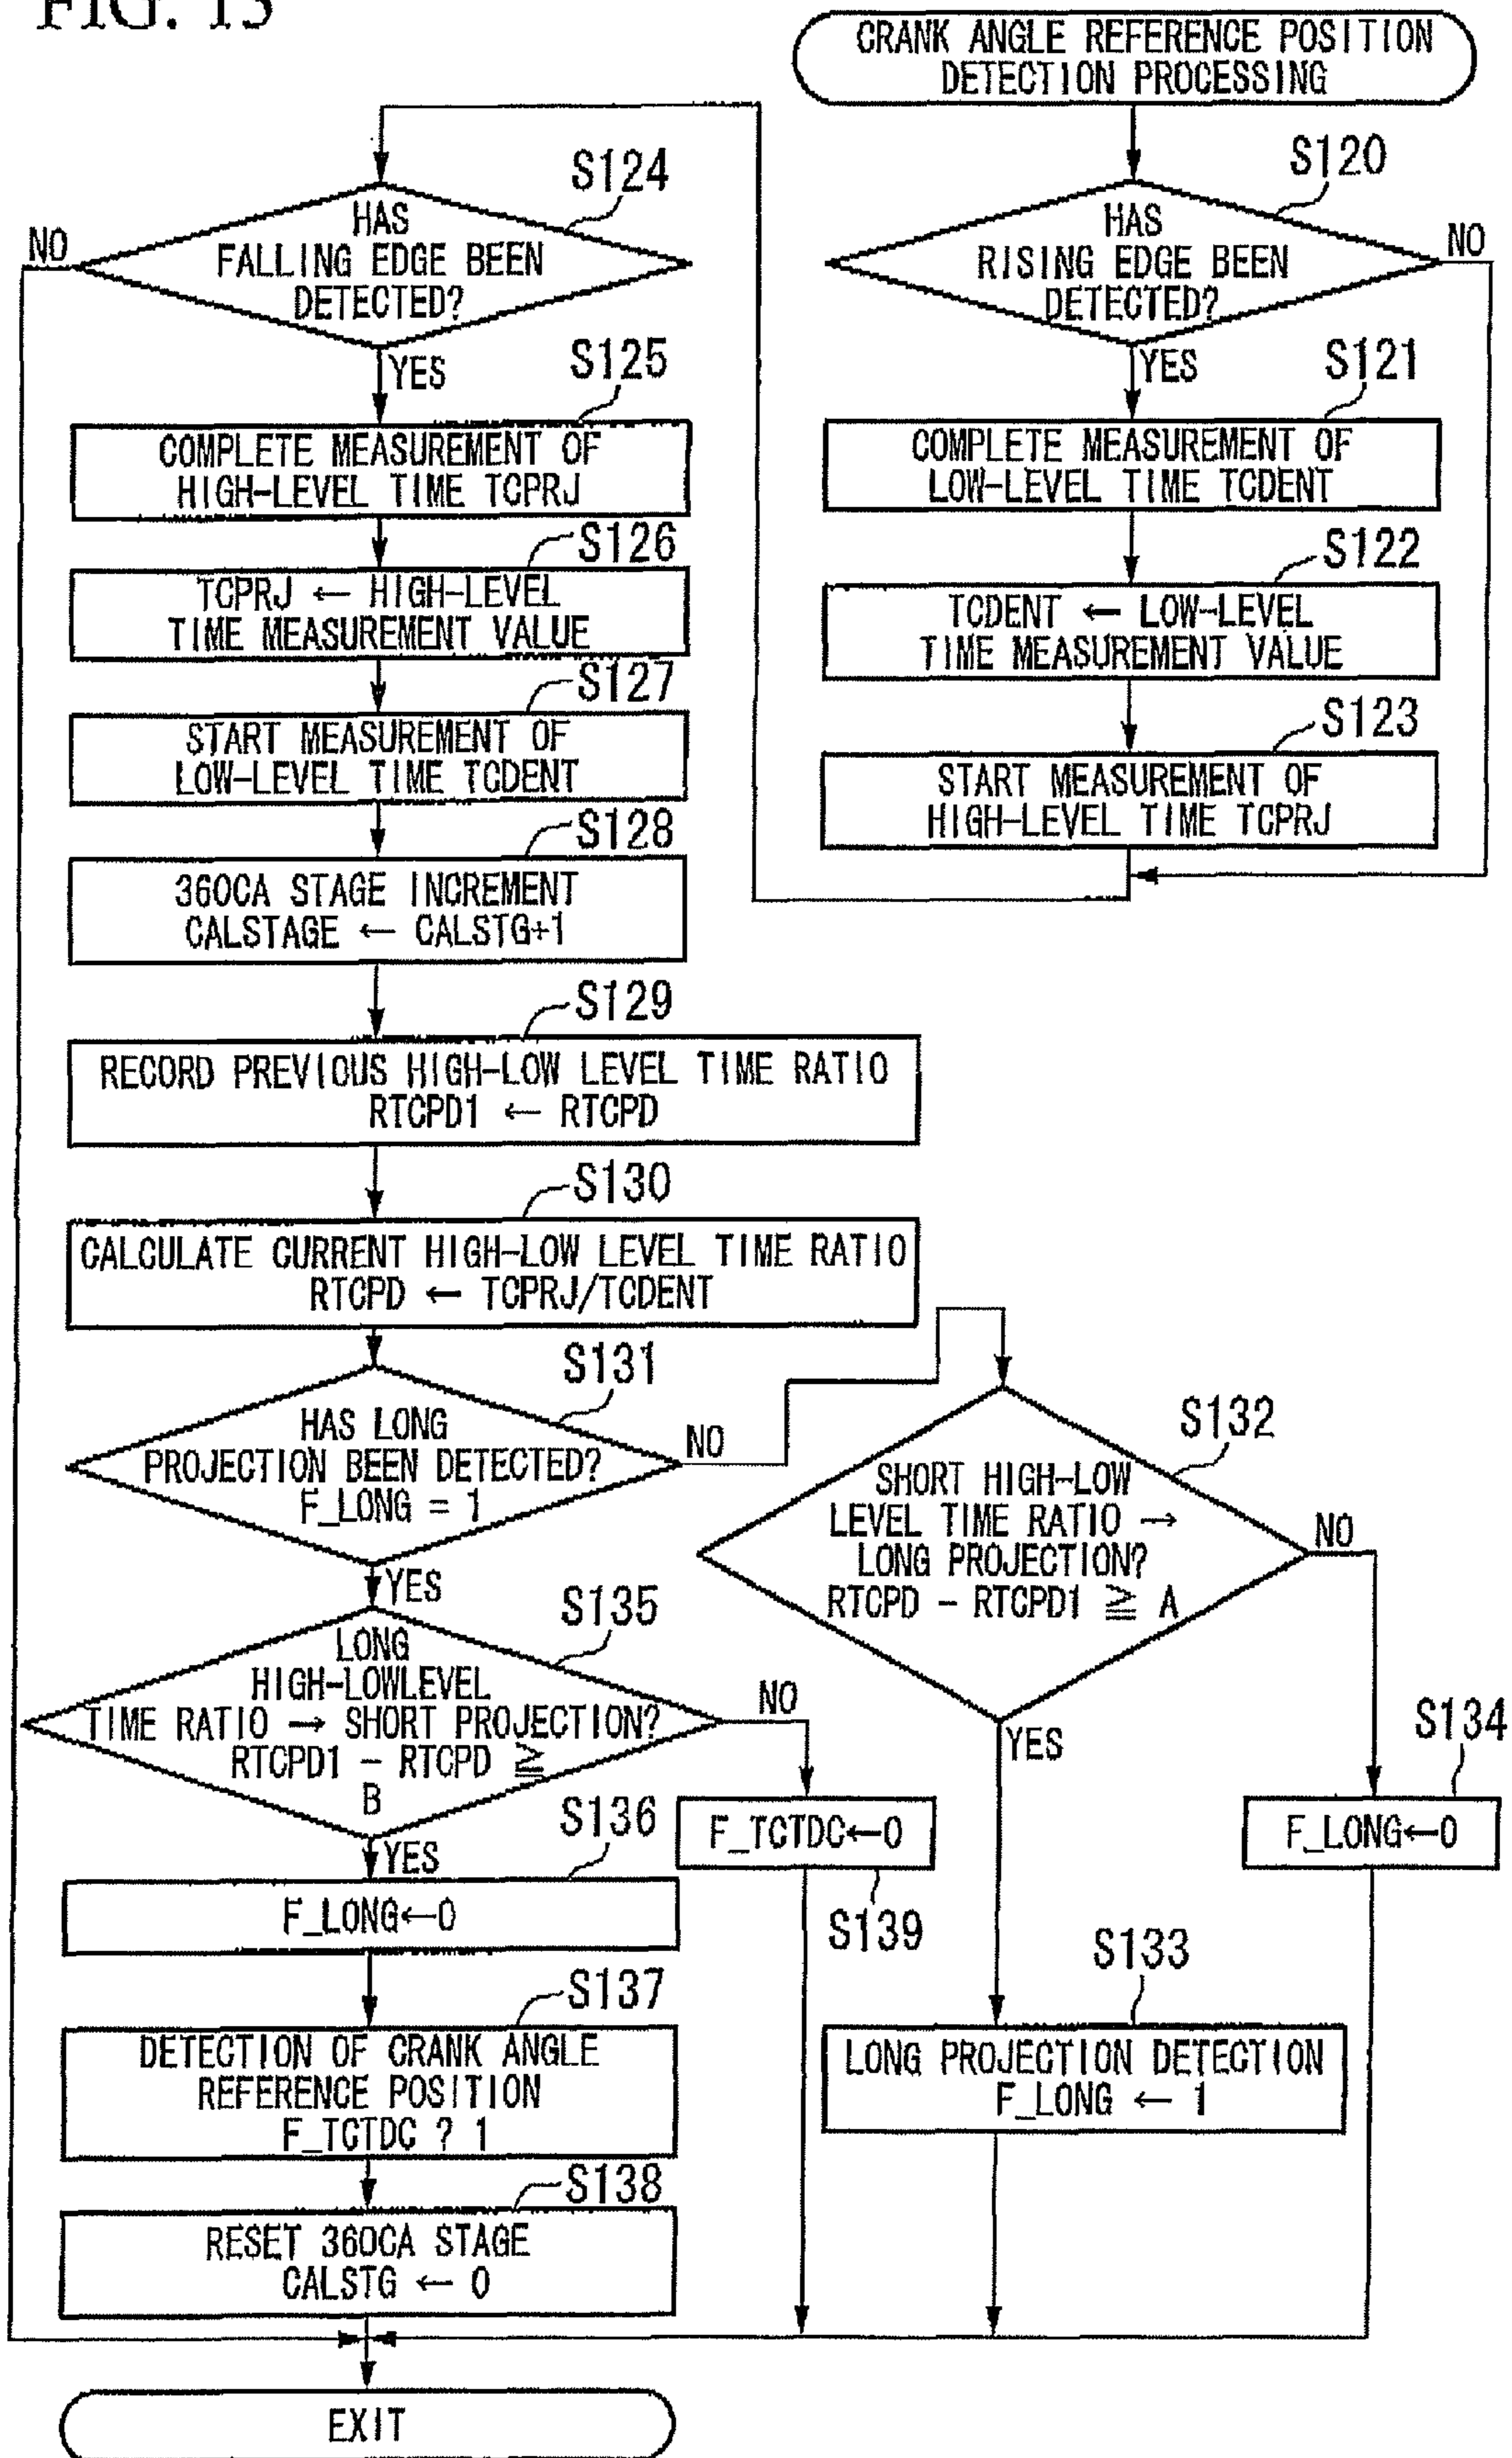 FIG. 13
CRANK ANGLE REFERENCE POSITION
DETECTION PROCESSING
S120
HAS
RISING EDGE BEEN
DETECTED?
NO
YES
S121
COMPLETE MEASUREMENT OF
LOW-LEVEL TIME TCDENT
S122
TCDENT ← LOW-LEVEL
TIME MEASUREMENT VALUE
S123
START MEASUREMENT OF
HIGH-LEVEL TIME TCPRJ
S124
HAS
FALLING EDGE BEEN
DETECTED?
NO
YES
S125
COMPLETE MEASUREMENT OF
HIGH-LEVEL TIME TCPRJ
S126
TCPRJ ← HIGH-LEVEL
TIME MEASUREMENT VALUE
S127
START MEASUREMENT OF
LOW-LEVEL TIME TCDENT
S128
360CA STAGE INCREMENT
CALSTAGE ← CALSTG+1
S129
RECORD PREVIOUS HIGH-LOW LEVEL TIME RATIO
RTCPD1 ← RTCPD
S130
CALCULATE CURRENT HIGH-LOW LEVEL TIME RATIO
RTCPD ← TCPRJ/TCDENT
S131
HAS LONG
PROJECTION BEEN DETECTED?
F_LONG = 1
NO
YES
S132
SHORT HIGH-LOW
LEVEL TIME RATIO →
LONG PROJECTION?
RTCPD - RTCPD1 ≧ A
NO
YES
S134
F_LONG←0
S133
LONG PROJECTION DETECTION
F_LONG ← 1
S135
LONG
HIGH-LOWLEVEL
TIME RATIO → SHORT PROJECTION?
RTCPD1 - RTCPD ≧
B
NO
YES
F_TCTDC←0
S139
S136
F_LONG←0
S137
DETECTION OF CRANK ANGLE
REFERENCE POSITION
F_TCTDC ? 1
S138
RESET 360CA STAGE
CALSTG ← 0
EXIT